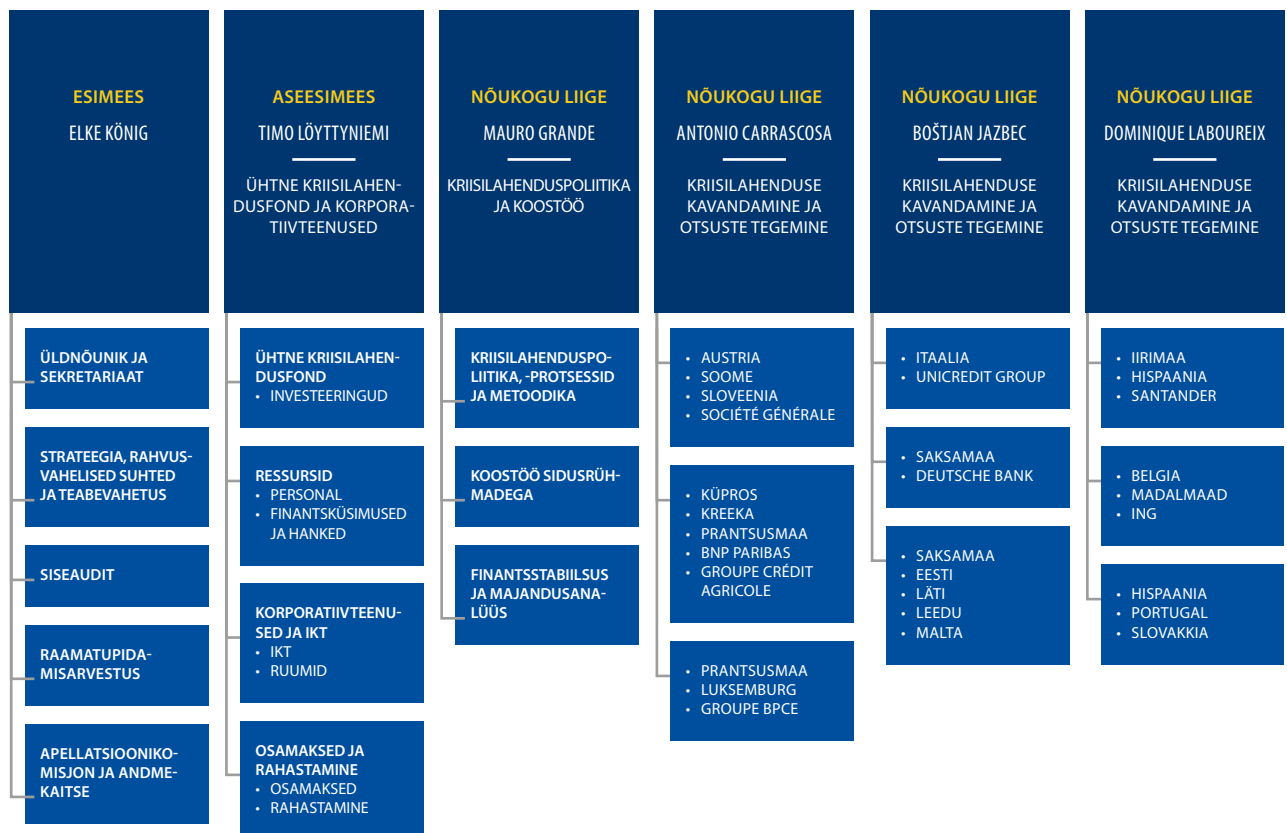 ESIMEES
ELKE KÖNIG
ÜLDNÕUNIK JA
SEKRETARIAAT
STRATEEGIA, RAHVUS-
VAHELISED SUHTED
JA TEABEVAHETUS
SISEAUDIT
RAAMATUPIDA-
MISARVESTUS
APELLATSIOONIKO-
MISJON JA ANDME-
KAITSE
ASEESIMEES
TIMO LÖYTTYNIEMI
ÜHTNE KRIISILAHEN-
DUSFOND JA KORPORA-
TIIVTEENUSED
ÜHTNE KRIISILAHEN-
DUSFOND
• INVESTEERINGUD
RESSURSID
• PERSONAL
• FINANTSKÜSIMUSED
JA HANKED
KORPORATIIVTEENU-
SED JA IKT
• IKT
• RUUMID
OSAMAKSED JA
RAHASTAMINE
• OSAMAKSED
• RAHASTAMINE
NÕUKOGU LIIGE
MAURO GRANDE
KRIISILAHENDUSPOLIITIKA
JA KOOSTÖÖ
KRIISILAHENDUSPO-
LIITIKA, -PROTSESSID
JA METOODIKA
KOOSTÖÖ SIDUSRÜH-
MADEGA
FINANTSSTABIILSUS
JA MAJANDUSANA-
LÜÜS
NÕUKOGU LIIGE
ANTONIO CARRASCOSA
KRIISILAHENDUSE
KAVANDAMINE JA
OTSUSTE TEGEMINE
• AUSTRIA
• SOOME
• SLOVEENIA
• SOCIÉTÉ GÉNÉRALE
• KÜPROS
• KREEKA
• PRANTSUSMAA
• BNP PARIBAS
• GROUPE CRÉDIT
AGRICOLE
• PRANTSUSMAA
• LUKSEMBURG
• GROUPE BPCE
NÕUKOGU LIIGE
BOŠTJAN JAZBEC
KRIISILAHENDUSE
KAVANDAMINE JA
OTSUSTE TEGEMINE
• ITAALIA
• UNICREDIT GROUP
• SAKSAMAA
• DEUTSCHE BANK
• SAKSAMAA
• EESTI
• LÄTI
• LEEDU
• MALTA
NÕUKOGU LIIGE
DOMINIQUE LABOUREIX
KRIISILAHENDUSE
KAVANDAMINE JA
OTSUSTE TEGEMINE
• IIRIMAA
• HISPAANIA
• SANTANDER
• BELGIA
• MADALMAAD
• ING
• HISPAANIA
• PORTUGAL
• SLOVAKKIA